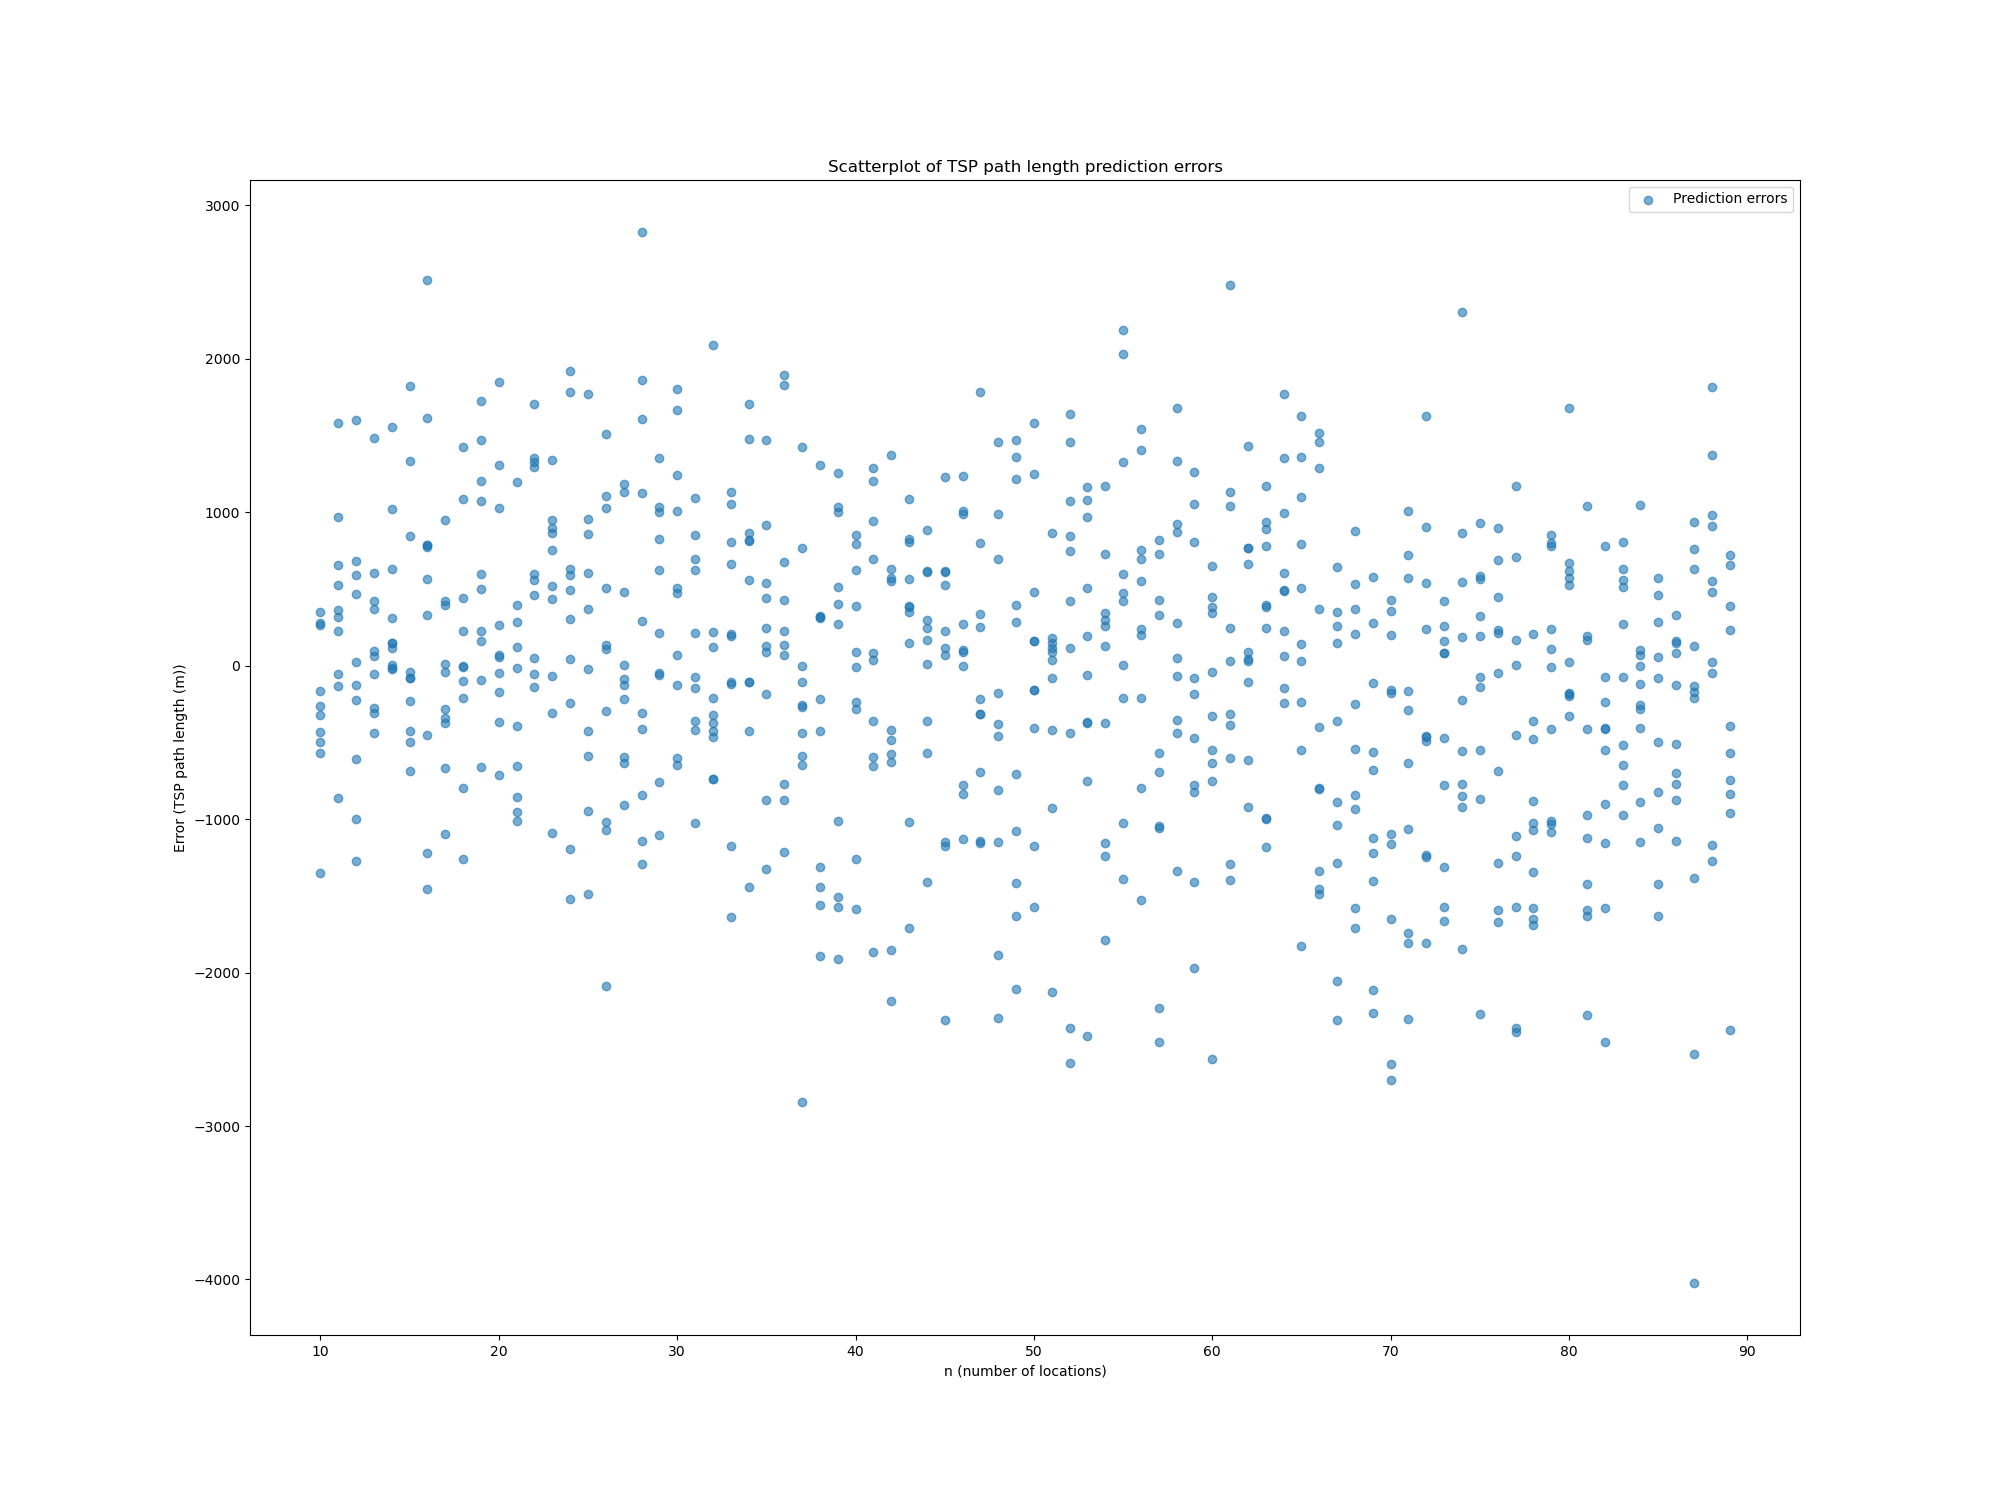 Scatterplot of TSP path length prediction errors
Prediction errors
3000
2000
1000
0
−1000
−2000
−3000
−4000
Error (TSP path length (m))
10 20 30 40 50 60 70 80 90
n (number of locations)